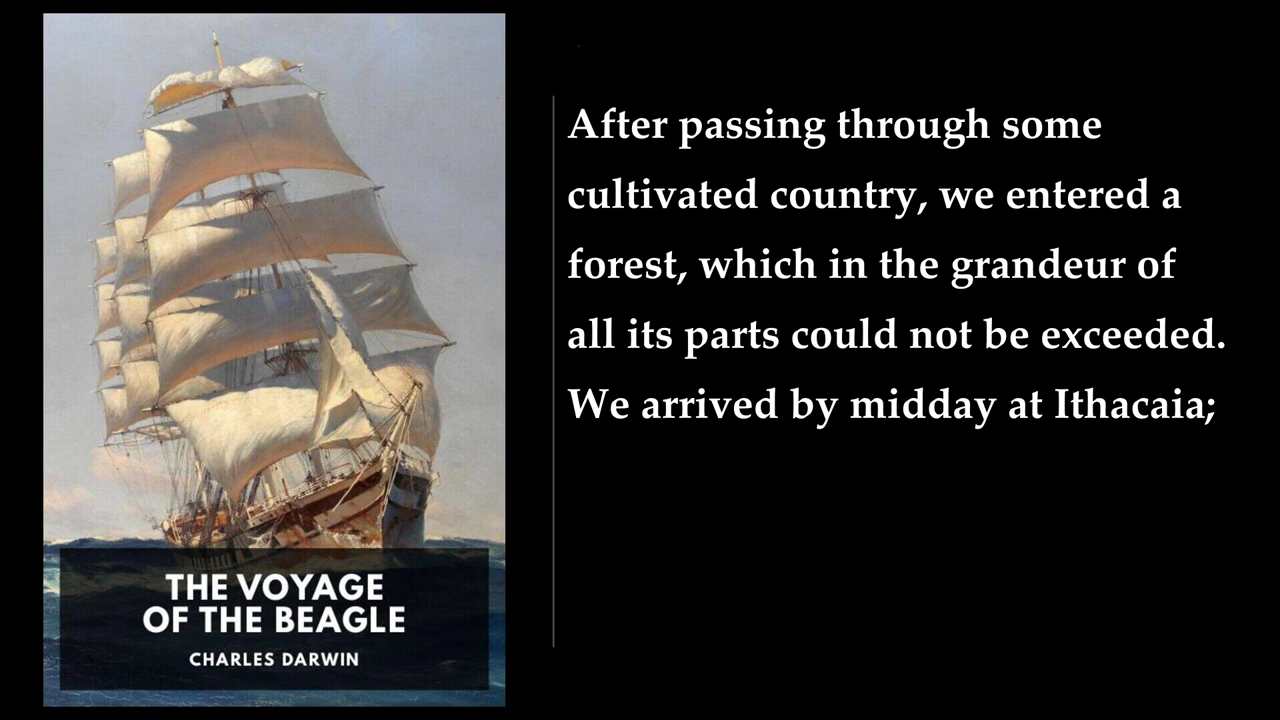 THE VOYAGE
OF THE BEAGLE
CHARLES DARWIN
After passing through some
cultivated country, we entered a
forest, which in the grandeur of
all its parts could not be exceeded.
We arrived by midday at Ithacaia;